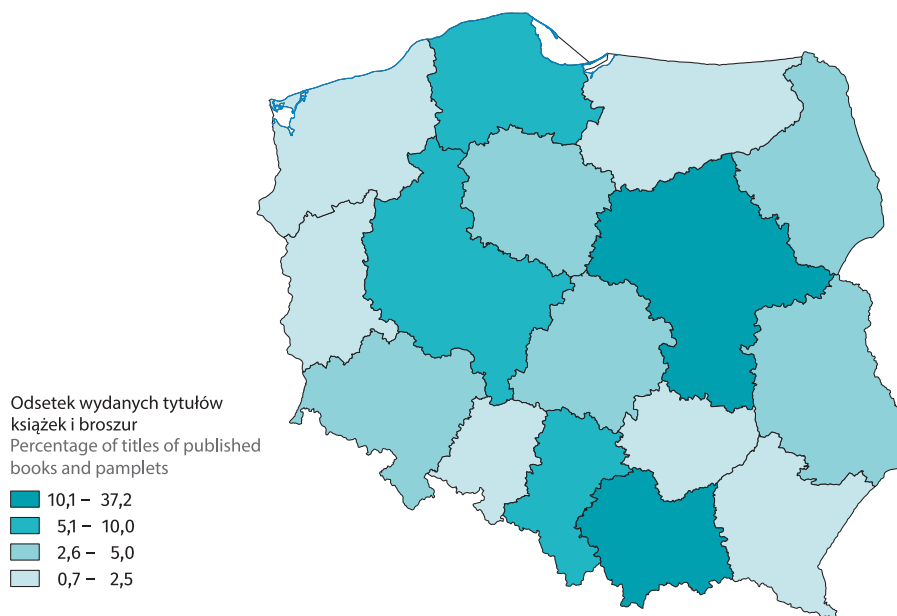 Odsetek wydanych tytułów
książek i broszur
Percentage of titles of published
books and pamplets
10,1 – 37,2
5,1 – 10,0
2,6 – 5,0
0,7 – 2,5